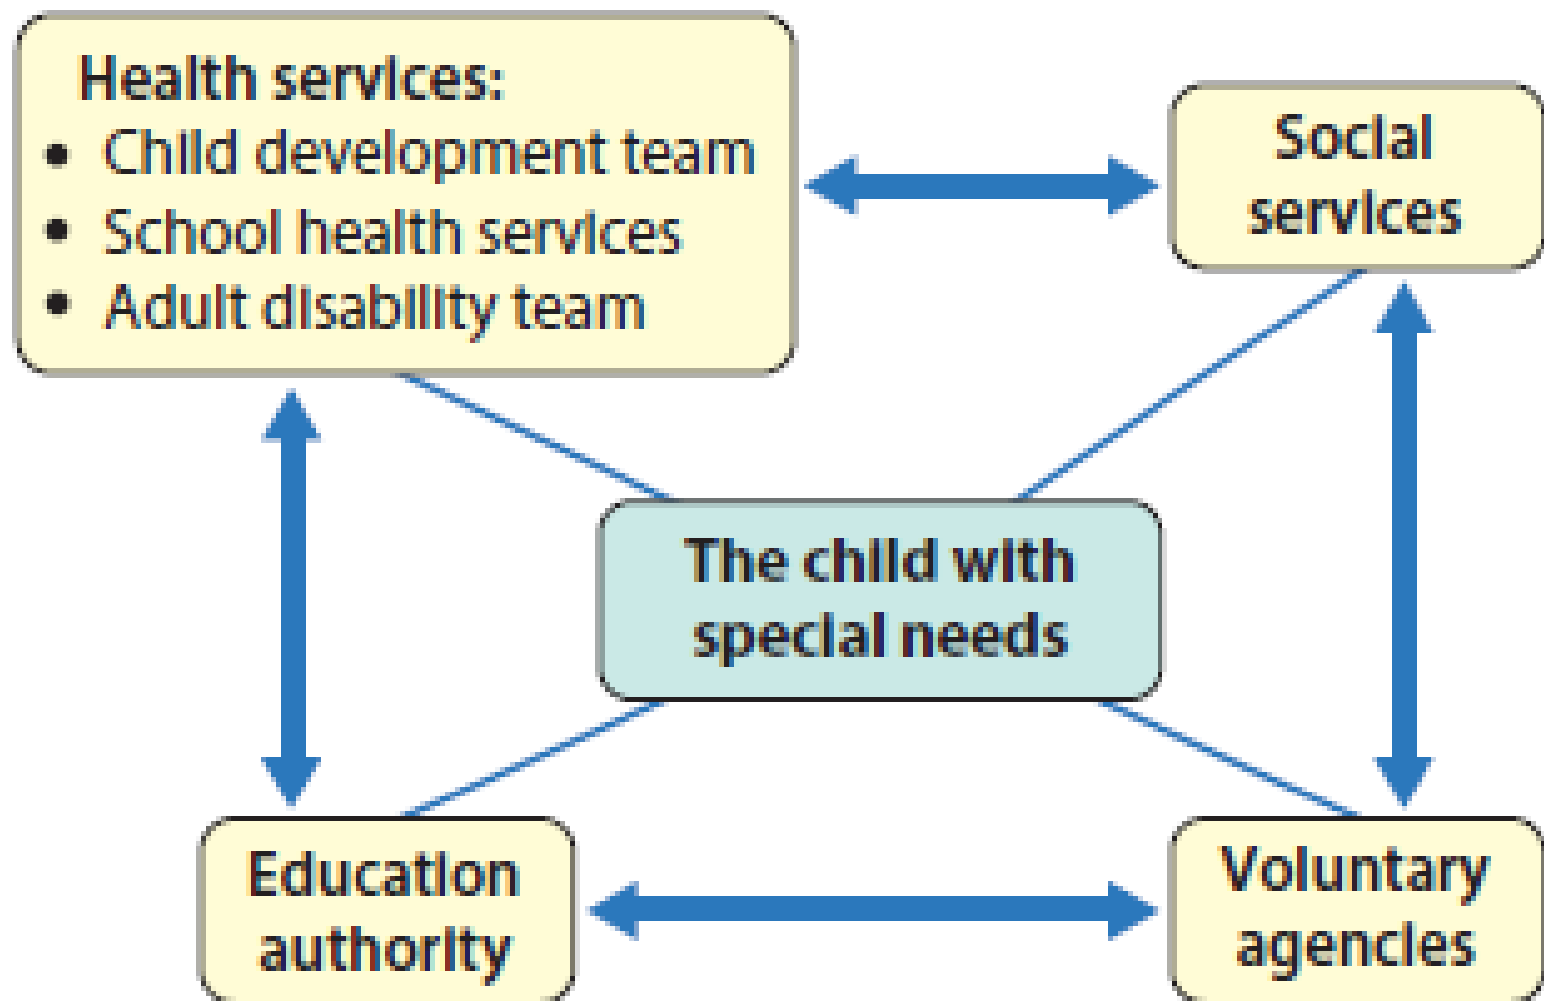 Health services:
• Child development team
• School health services
• Adult disability team
Social
services
The child with
special needs
Education
authority
Voluntary
agencies